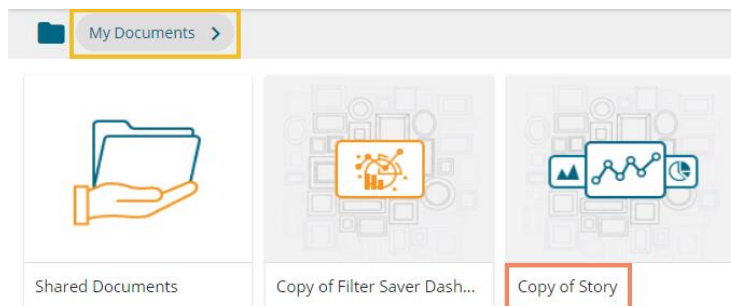 My Documents
Shared Documents
Copy of Filter Saver Dash...
Copy of Story